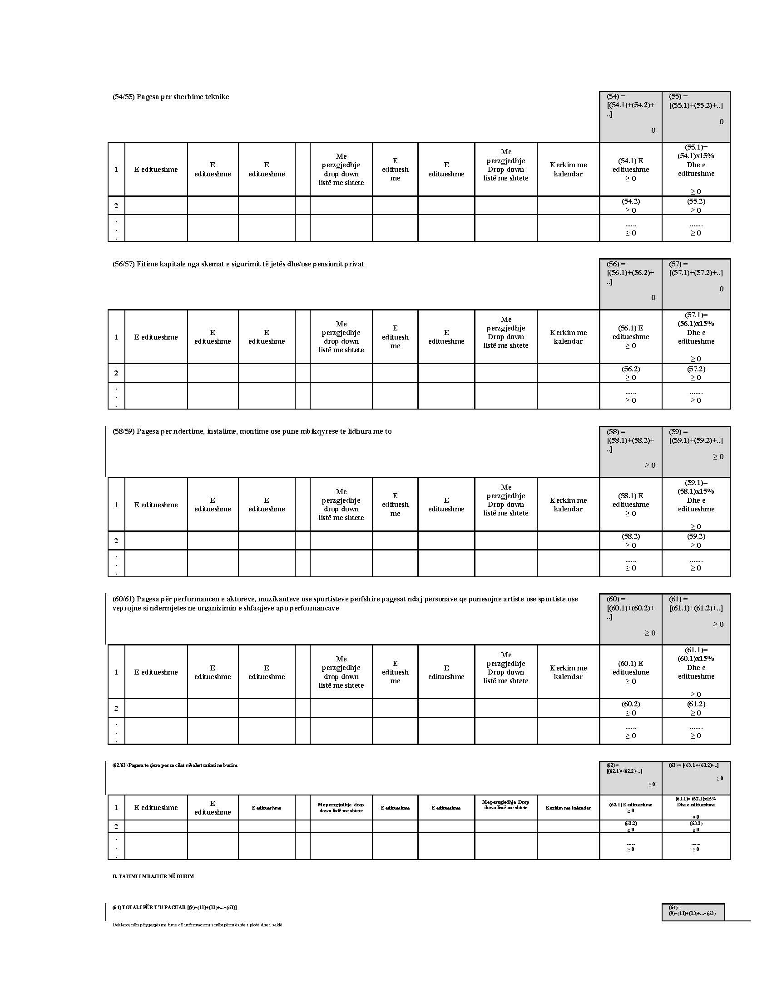 (54/55) Pagesa per sherbime teknike
(54) =
[(54.1)+(54.2)+
..]
0
(55) =
[(55.1)+(55.2)+..]
0
1
E editueshme
E
editueshme
E
editueshme
Me
perzgjedhje
drop down
listë me shtete
E
edituesh
me
E
editueshme
Me
perzgjedhje
Drop down
listë me shtete
Kerkim me
kalendar
(54.1) E
editueshme
≥ 0
(55.1)=
(54.1)x15%
Dhe e
editueshme
≥ 0
2
(54.2)
≥ 0
(55.2)
≥ 0
.
.
.
......
≥ 0
.......
≥ 0
(56/57) Fitime kapitale nga skemat e sigurimit të jetës dhe/ose pensionit privat
(56) =
[(56.1)+(56.2)+
..]
0
(57) =
[(57.1)+(57.2)+..]
0
1
E editueshme
E
editueshme
E
editueshme
Me
perzgjedhje
drop down
listë me shtete
E
edituesh
me
E
editueshme
Me
perzgjedhje
Drop down
listë me shtete
Kerkim me
kalendar
(56.1) E
editueshme
≥ 0
(57.1)=
(56.1)x15%
Dhe e
editueshme
≥ 0
2
(56.2)
≥ 0
(57.2)
≥ 0
.
.
.
......
≥ 0
.......
≥ 0
(58/59) Pagesa per ndertime, instalime, montime ose pune mbikqyrese te lidhura me to
(58) =
[(58.1)+(58.2)+
..]
≥ 0
(59) =
[(59.1)+(59.2)+..]
≥ 0
1
E editueshme
E
editueshme
E
editueshme
Me
perzgjedhje
drop down
listë me shtete
E
edituesh
me
E
editueshme
Me
perzgjedhje
Drop down
listë me shtete
Kerkim me
kalendar
(58.1) E
editueshme
≥ 0
(59.1)=
(58.1)x15%
Dhe e
editueshme
≥ 0
2
(58.2)
≥ 0
(59.2)
≥ 0
.
.
.
......
≥ 0
.......
≥ 0
(60/61) Pagesa për performancen e aktoreve, muzikanteve ose sportisteve perfshire pagesat ndaj personave qe punesojne artiste ose sportiste ose
veprojne si ndermjetes ne organizimin e shfaqjeve apo performancave
(60) =
[(60.1)+(60.2)+
..]
≥ 0
(61) =
[(61.1)+(61.2)+..]
≥ 0
1
E editueshme
E
editueshme
E
editueshme
Me
perzgjedhje
drop down
listë me shtete
E
edituesh
me
E
editueshme
Me
perzgjedhje
Drop down
listë me shtete
Kerkim me
kalendar
(60.1) E
editueshme
≥ 0
(61.1)=
(60.1)x15%
Dhe e
editueshme
≥ 0
2
(60.2)
≥ 0
(61.2)
≥ 0
.
.
.
......
≥ 0
.......
≥ 0
(62/63) Pagesa te tjera per te cilat mbahet tatimi ne burim
(62) =
[(62.1)+(62.2)+..]
≥ 0
(63) = [(63.1)+(63.2)+..]
≥ 0
1
E editueshme
E
editueshme
E editueshme
Me perzgjedhje drop
down listë me shtete
E editueshme
E editueshme
Me perzgjedhje Drop
down listë me shtete
Kerkim me kalendar
(62.1) E editueshme
≥ 0
(63.1)= (62.1)x15%
Dhe e editueshme
≥ 0
2
(62.2)
≥ 0
(63.2)
≥ 0
.
.
.
......
≥ 0
.......
≥ 0
II. TATIMI I MBAJTUR NË BURIM
(64) TOTALI PËR T’U PAGUAR [(9)+(11)+(13)+...+(63)]
(64) =
(9)+(11)+(13)+...+(63)
Deklaroj nën përgjegjësinë time që informacioni i mësipërm është i plotë dhe i saktë.